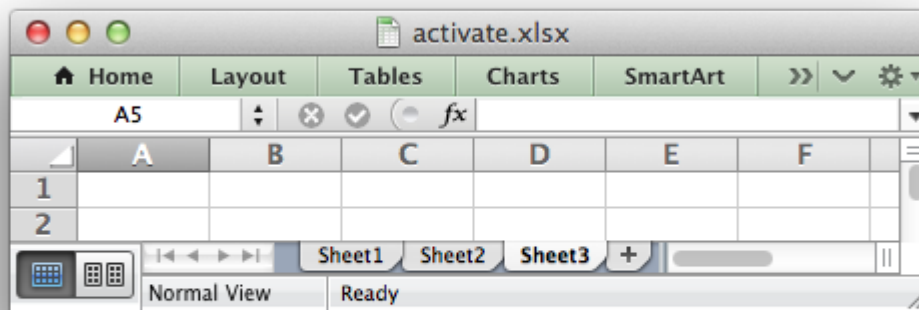 activate.xlsx
Home Layout Tables Charts SmartArt
A5 fx
A B C D E F
1
2
Sheet1 Sheet2 Sheet3 +
Normal View Ready